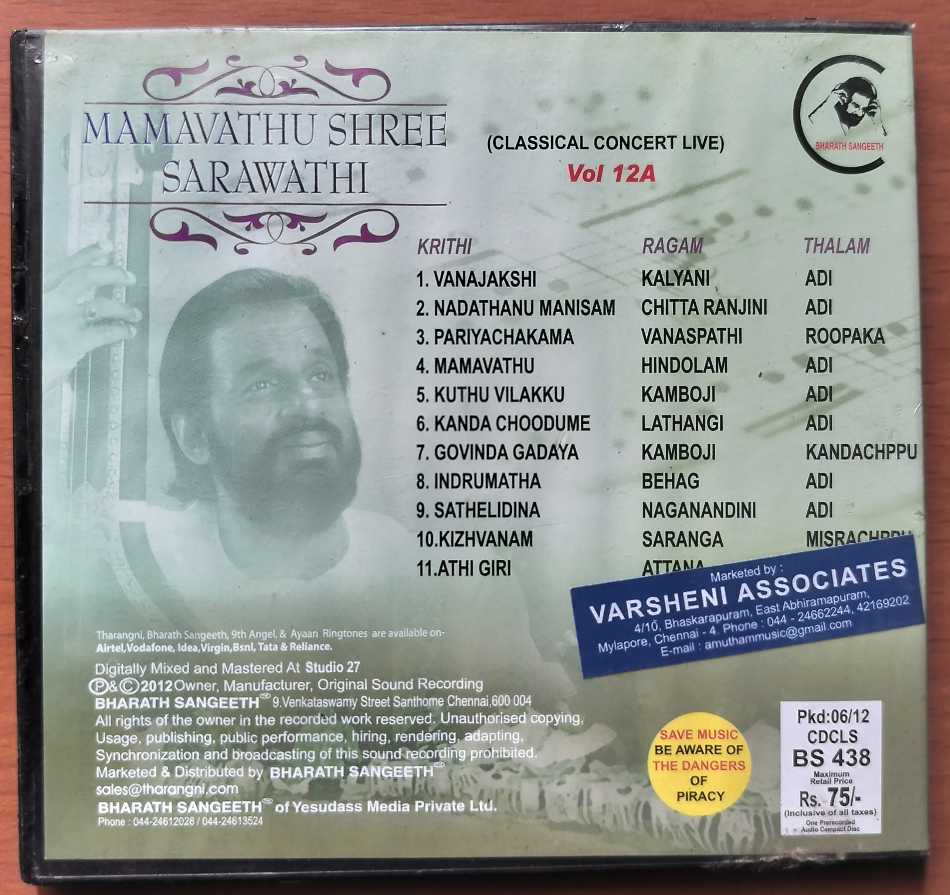 MAMAVATHU SHREE
SARAWATHI
(CLASSICAL CONCERT LIVE)
Vol 12A
BHARATH SANGEETH
KRITHI RAGAM THALAM
1. VANAJAKSHI KALYANI ADI
2. NADATHANU MANISAM CHITTA RANJINI ADI
3. PARIYACHAKAMA VANASPATHI ROOPAKA
4. MAMAVATHU HINDOLAM ADI
5. KUTHU VILAKKU KAMBOJI ADI
6. KANDA CHOODUME LATHANGI ADI
7. GOVINDA GADAYA KAMBOJI KANDACHPPU
8. INDRUMATHA BEHAG ADI
9. SATHELIDINA NAGANANDINI ADI
10.KIZHVANAM SARANGA MISRACHPPU
11.ATHI GIRI ATTANA
Marketed by :
VARSHENI ASSOCIATES
4/10, Bhaskarapuram, East Abhiramapuram,
Mylapore, Chennai - 4. Phone : 044 - 24662244, 42169202
E-mail : amuthammusic@gmail.com
Tharangni, Bharath Sangeeth, 9th Angel, & Ayaan Ringtones are available on-
Airtel,Vodafone, Idea,Virgin,Bsnl, Tata & Reliance.
Digitally Mixed and Mastered At Studio 27
Ⓟ&Ⓒ2012 Owner, Manufacturer, Original Sound Recording
BHARATH SANGEETH 9.Venkataswamy Street Santhome Chennai,600 004
All rights of the owner in the recorded work reserved. Unauthorised copying,
Usage, publishing, public performance, hiring, rendering, adapting,
Synchronization and broadcasting of this sound recording prohibited.
Marketed & Distributed by BHARATH SANGEETH
sales@tharangni.com
BHARATH SANGEETH of Yesudass Media Private Ltd.
Phone : 044-24612028 / 044-24613524
SAVE MUSIC
BE AWARE OF
THE DANGERS
OF
PIRACY
Pkd:06/12
CDCLS
BS 438
Maximum
Retail Price
Rs. 75/-
(Inclusive of all taxes)
One Prerecorded
Audio Compact Disc